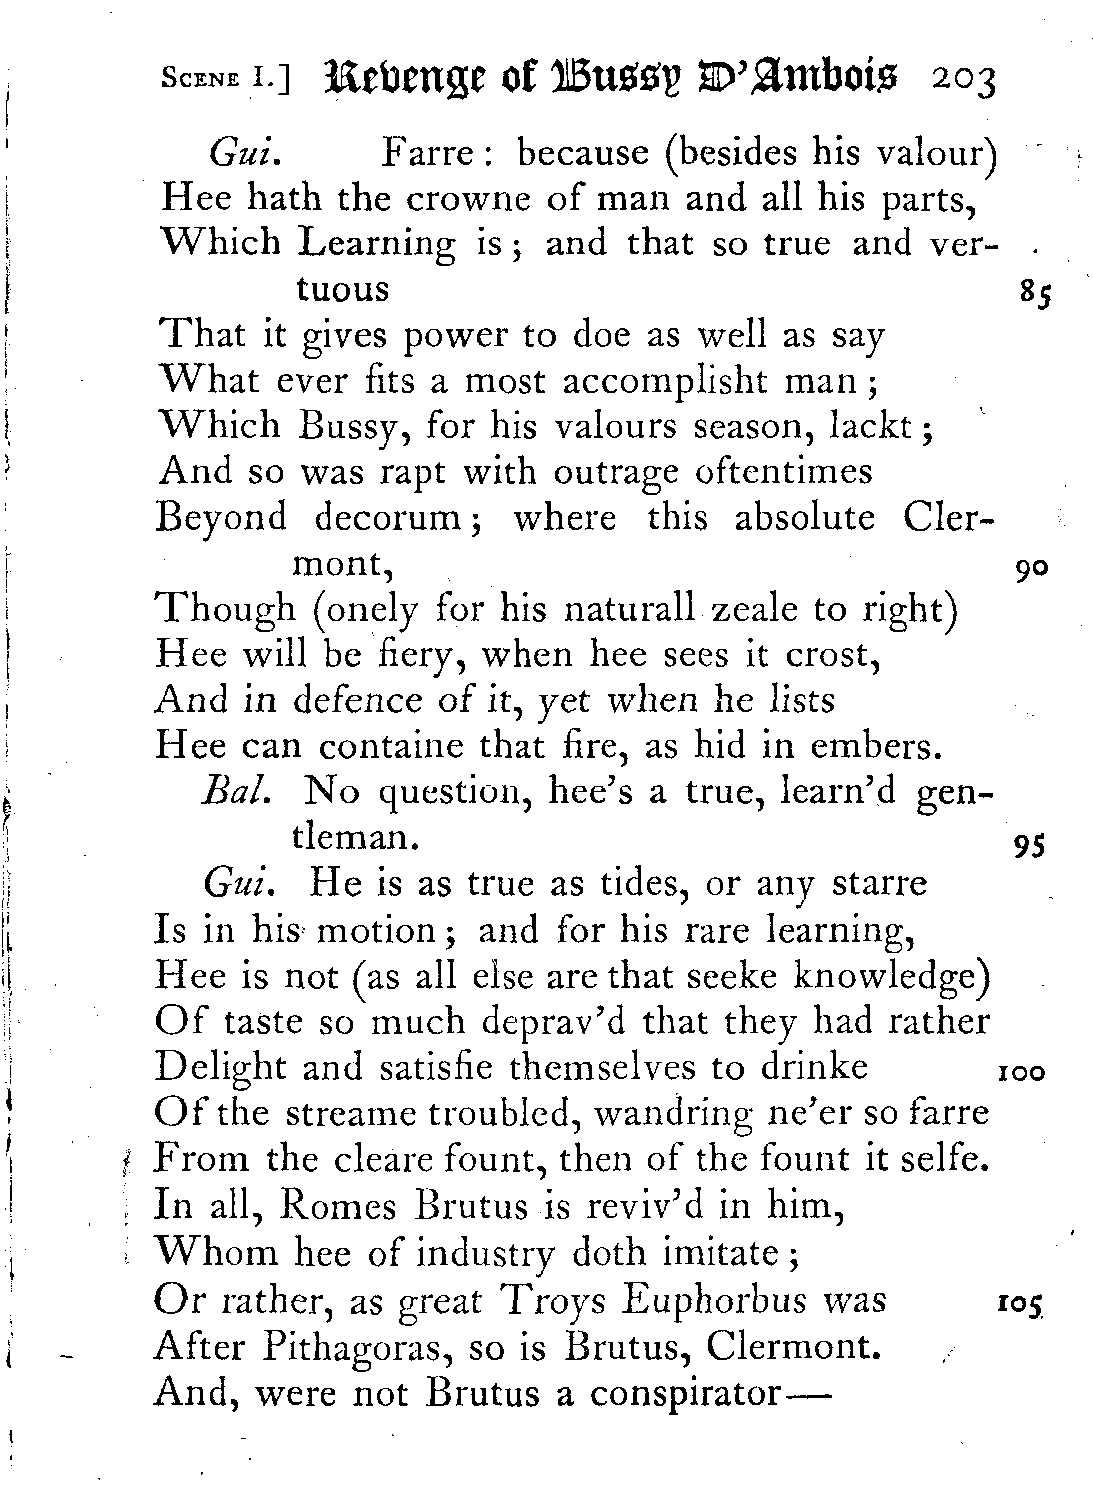 SCENE I.] Revenge of Bussy D'Ambois 203
Gui. Farre : because (besides his valour)
Hee hath the crowne of man and all his parts,
Which Learning is ; and that so true and ver-
tuous 85
That it gives power to doe as well as say
What ever fits a most accomplisht man ;
Which Bussy, for his valours season, lackt ;
And so was rapt with outrage oftentimes
Beyond decorum ; where this absolute Cler-
mont, 90
Though (onely for his naturall zeale to right)
Hee will be fiery, when hee sees it crost,
And in defence of it, yet when he lists
Hee can containe that fire, as hid in embers.
Bal. No question, hee's a true, learn'd gen-
tleman. 95
Gui. He is as true as tides, or any starre
Is in his motion ; and for his rare learning,
Hee is not (as all else are that seeke knowledge)
Of taste so much deprav'd that they had rather
Delight and satisfie themselves to drinke 100
Of the streame troubled, wandring ne'er so farre
From the cleare fount, then of the fount it selfe.
In all, Romes Brutus is reviv'd in him,
Whom hee of industry doth imitate ;
Or rather, as great Troys Euphorbus was 105
After Pithagoras, so is Brutus, Clermont.
And, were not Brutus a conspirator—